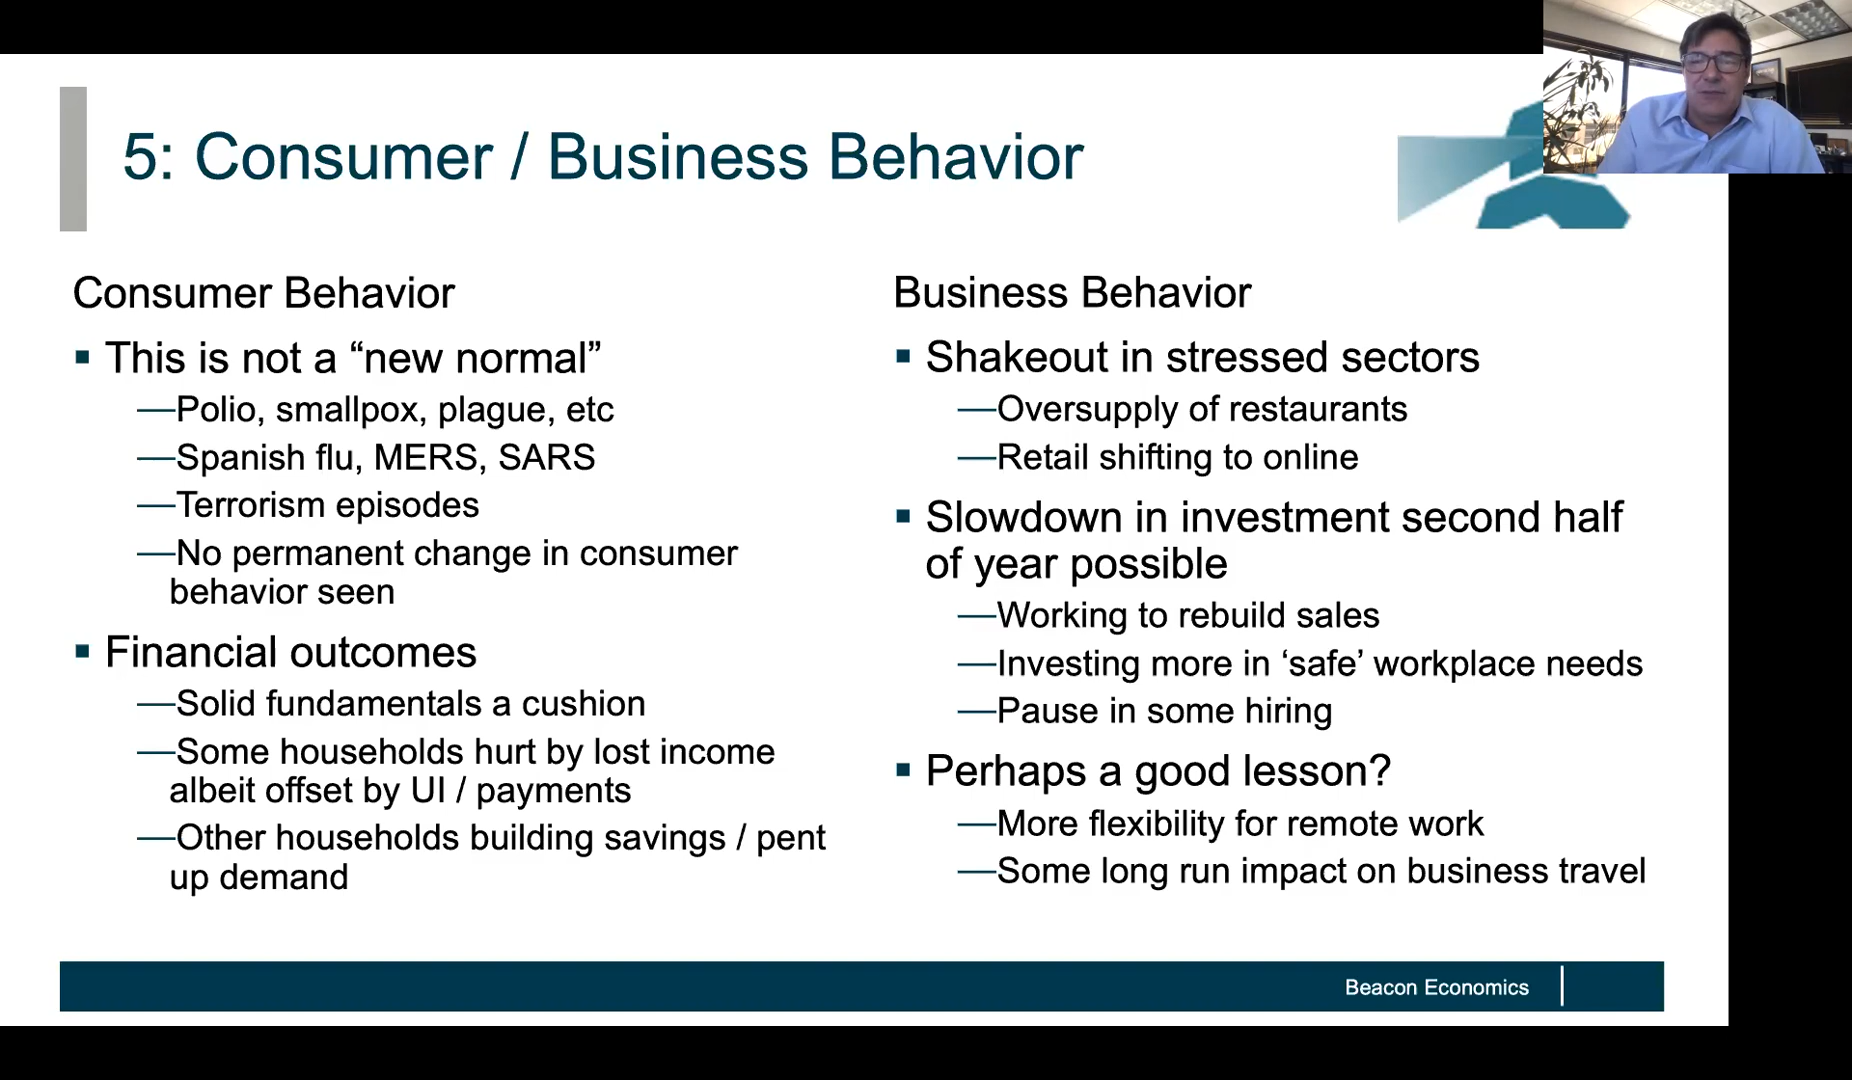 5: Consumer / Business Behavior
Consumer Behavior
▪ This is not a “new normal”
—Polio, smallpox, plague, etc
—Spanish flu, MERS, SARS
—Terrorism episodes
—No permanent change in consumer
behavior seen
▪ Financial outcomes
—Solid fundamentals a cushion
—Some households hurt by lost income
albeit offset by UI / payments
—Other households building savings / pent
up demand
Business Behavior
▪ Shakeout in stressed sectors
—Oversupply of restaurants
—Retail shifting to online
▪ Slowdown in investment second half
of year possible
—Working to rebuild sales
—Investing more in ‘safe’ workplace needs
—Pause in some hiring
▪ Perhaps a good lesson?
—More flexibility for remote work
—Some long run impact on business travel
Beacon Economics